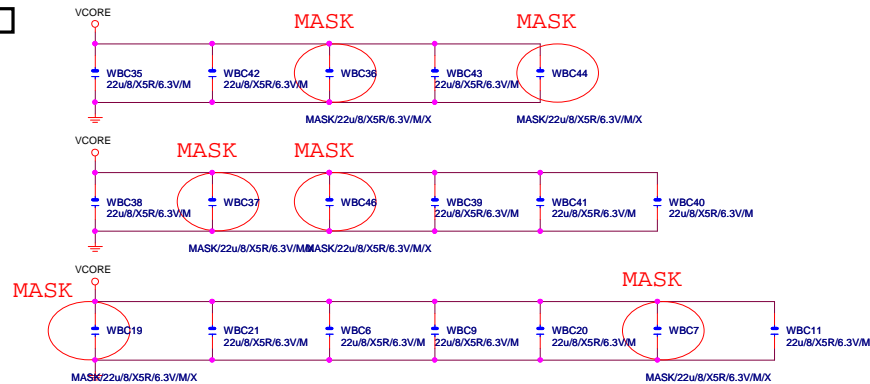 VCORE
MASK MASK
WBC35 WBC42 WBC36 WBC43 WBC44
22u/8/X5R/6.3V/M 22u/8/X5R/6.3V/M 22u/8/X5R/6.3V/M
MASK/22u/8/X5R/6.3V/M/X MASK/22u/8/X5R/6.3V/M/X
VCORE
MASK MASK
WBC38 WBC37 WBC46 WBC39 WBC41 WBC40
22u/8/X5R/6.3V/M 22u/8/X5R/6.3V/M 22u/8/X5R/6.3V/M 22u/8/X5R/6.3V/M
MASK/22u/8/X5R/6.3V/M/X MASK/22u/8/X5R/6.3V/M/X
VCORE
MASK MASK
WBC19 WBC21 WBC6 WBC9 WBC20 WBC7 WBC11
22u/8/X5R/6.3V/M 22u/8/X5R/6.3V/M 22u/8/X5R/6.3V/M 22u/8/X5R/6.3V/M 22u/8/X5R/6.3V/M
MASK/22u/8/X5R/6.3V/M/X MASK/22u/8/X5R/6.3V/M/X